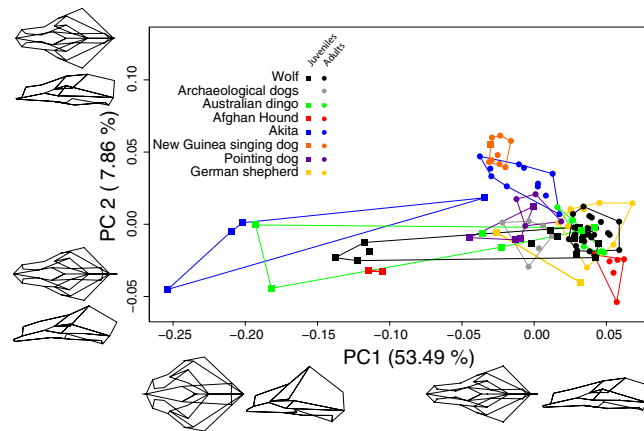 Juveniles
Adults
Wolf
Archaeological dogs
Australian dingo
Afghan Hound
Akita
New Guinea singing dog
Pointing dog
German shepherd
PC 2 ( 7.86 %)
0.10
0.05
0.00
−0.05
−0.25 −0.20 −0.15 −0.10 −0.05 0.00 0.05
PC1 (53.49 %)